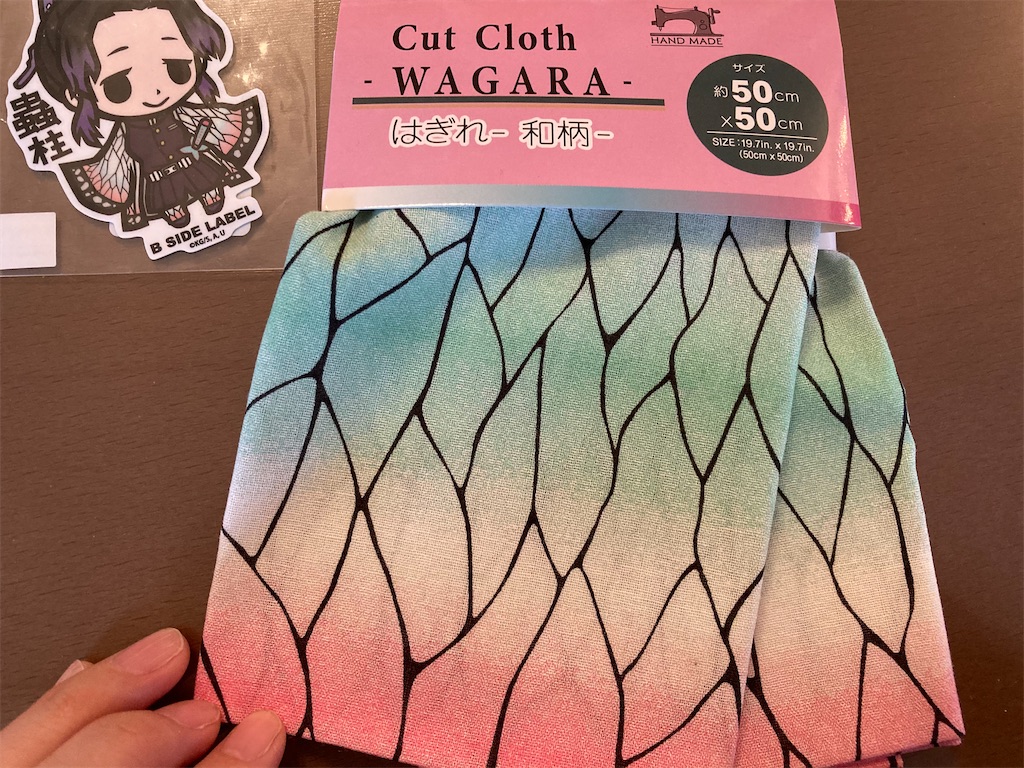 蟲柱
B SIDE LABEL
©KG/S, A, U
Cut Cloth
- WAGARA -
はぎれ- 和柄-
HAND MADE
サイズ
約50cm
×50cm
SIZE：19.7in. x 19.7in.
(50cm x 50cm)